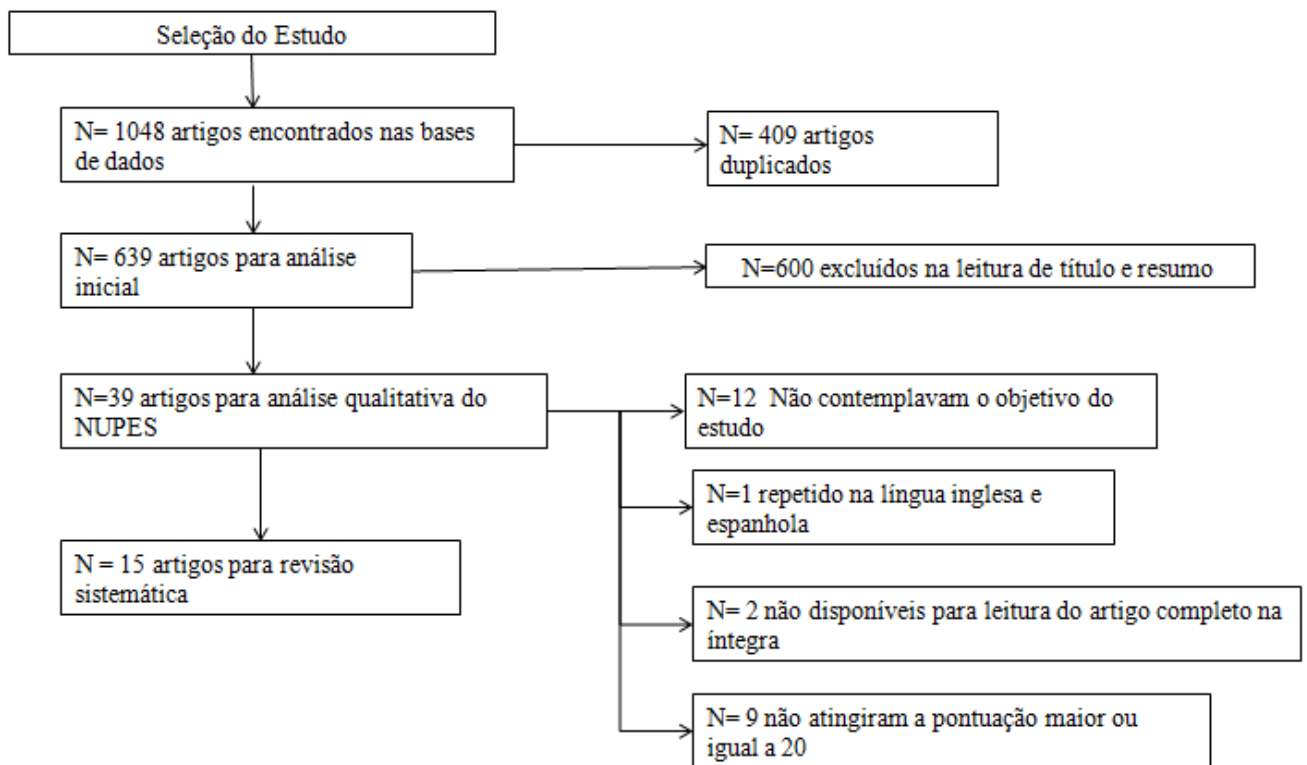 Seleção do Estudo
N= 1048 artigos encontrados nas bases
de dados
N= 409 artigos
duplicados
N= 639 artigos para análise
inicial
N=600 excluídos na leitura de título e resumo
N=39 artigos para análise qualitativa do
NUPES
N=12 Não contemplavam o objetivo do
estudo
N=1 repetido na língua inglesa e
espanhola
N = 15 artigos para revisão
sistemática
N= 2 não disponíveis para leitura do artigo completo na
íntegra
N= 9 não atingiram a pontuação maior ou
igual a 20